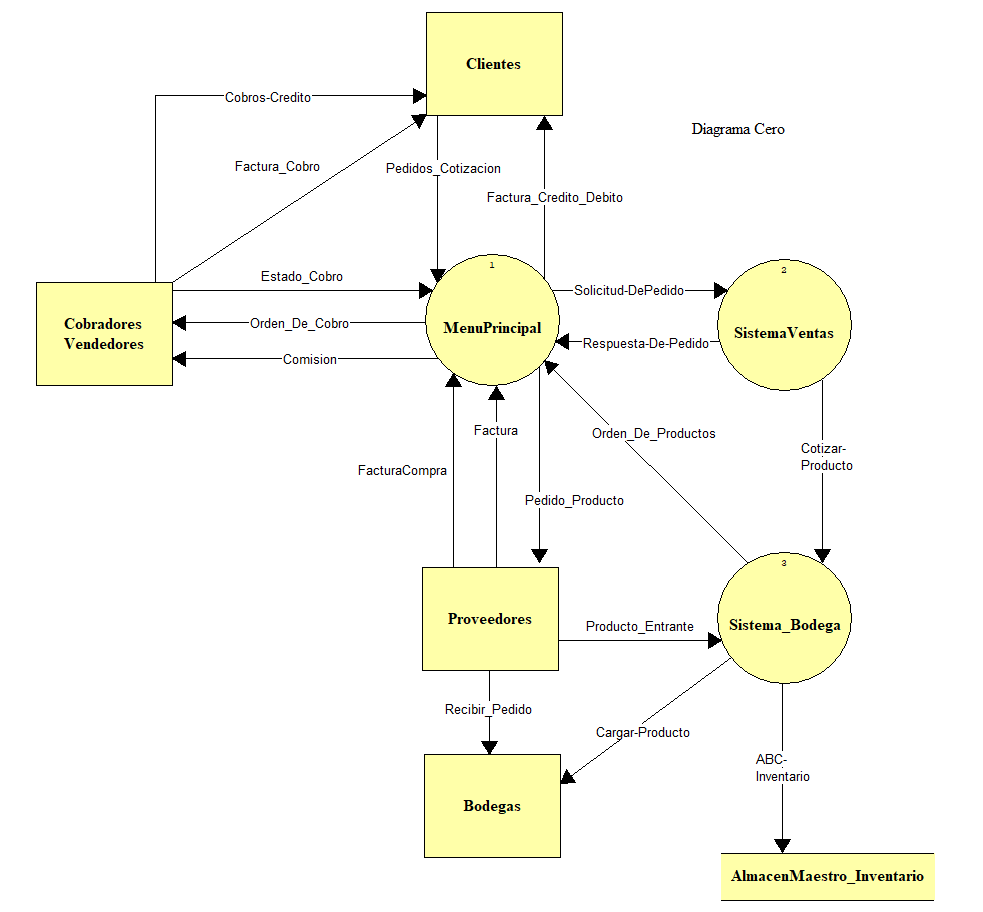 Clientes
Cobros-Credito
Diagrama Cero
Factura_Cobro
Pedidos_Cotizacion
Factura_Credito_Debito
1
2
Estado_Cobro
Solicitud-DePedido
Cobradores
Vendedores
Orden_De_Cobro
MenuPrincipal
SistemaVentas
Respuesta-De-Pedido
Comision
Factura
Orden_De_Productos
Cotizar-
Producto
FacturaCompra
Pedido_Producto
3
Proveedores
Producto_Entrante
Sistema_Bodega
Recibir_Pedido
Cargar-Producto
ABC-
Inventario
Bodegas
AlmacenMaestro_Inventario